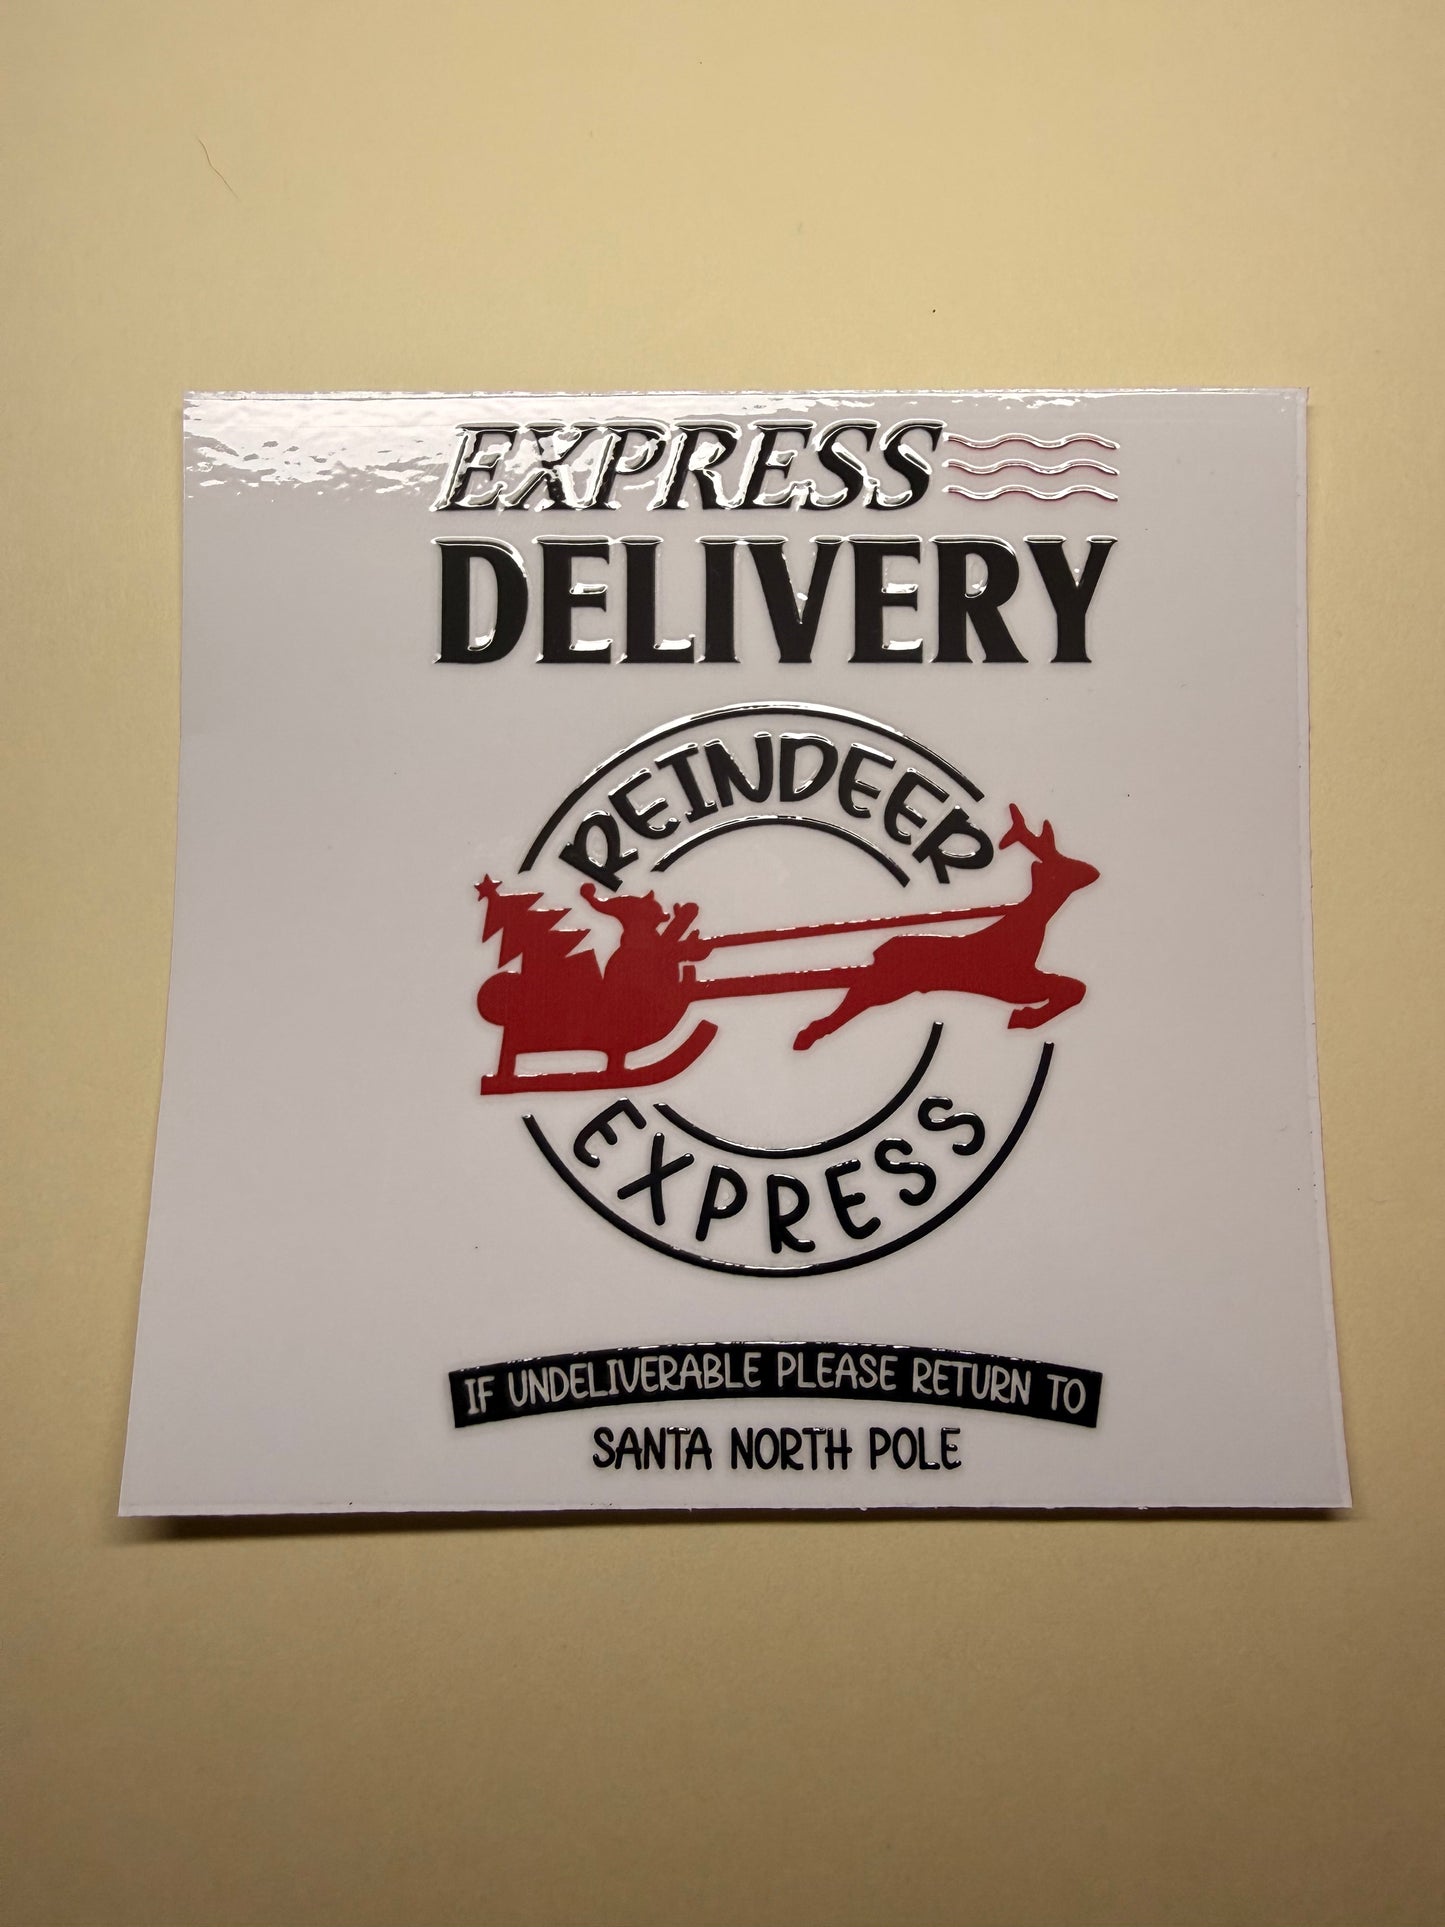 EXPRESS
DELIVERY
REINDEER
EXPRESS
IF UNDELIVERABLE PLEASE RETURN TO
SANTA NORTH POLE